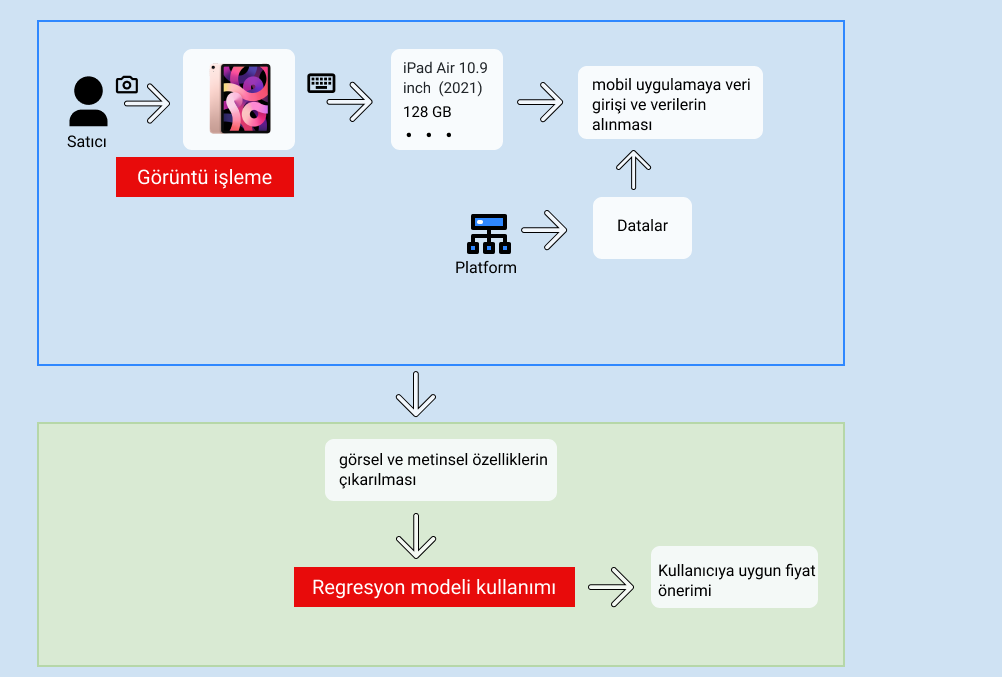 Satıcı
Görüntü işleme
iPad Air 10.9
inch (2021)
128 GB
• • •
mobil uygulamaya veri
girişi ve verilerin
alınması
Platform
Datalar
görsel ve metinsel özelliklerin
çıkarılması
Regresyon modeli kullanımı
Kullanıcıya uygun fiyat
önerimi